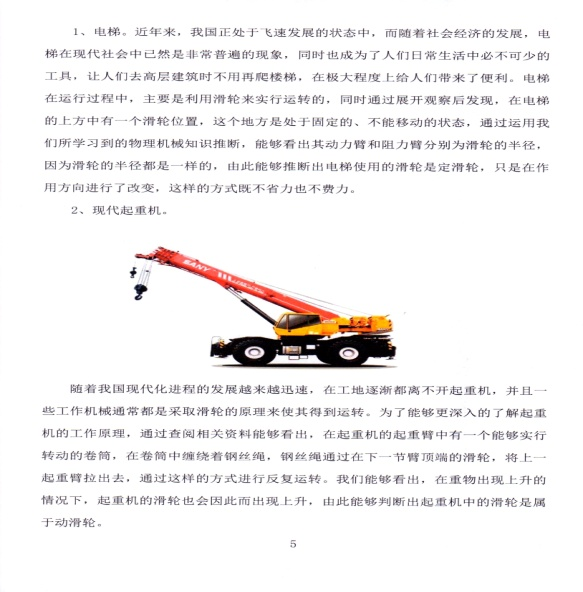 1、电梯。近年来，我国正处于飞速发展的状态中，而随着社会经济的发展，电
梯在现代社会中已然是非常普遍的现象，同时也成为了人们日常生活中必不可少的
工具，让人们去高层建筑时不用再爬楼梯，在极大程度上给人们带来了便利。电梯
在运行过程中，主要是利用滑轮来实行运转的，同时通过展开观察后发现，在电梯
的上方中有一个滑轮位置，这个地方是处于固定的、不能移动的状态，通过运用我
们所学习到的物理机械知识推断，能够看出其动力臂和阻力臂分别为滑轮的半径，
因为滑轮的半径都是一样的，由此能够推断出电梯使用的滑轮是定滑轮，只是在作
用方向进行了改变，这样的方式既不省力也不费力。
2、现代起重机。
SANY
随着我国现代化进程的发展越来越迅速，在工地逐渐都离不开起重机，并且一
些工作机械通常都是采取滑轮的原理来使其得到运转。为了能够更深入的了解起重
机的工作原理，通过查阅相关资料能够看出，在起重机的起重臂中有一个能够实行
转动的卷筒，在卷筒中缠绕着钢丝绳，钢丝绳通过在下一节臂顶端的滑轮，将上一
起重臂拉出去，通过这样的方式进行反复运转。我们能够看出，在重物出现上升的
情况下，起重机的滑轮也会因此而出现上升，由此能够判断出起重机中的滑轮是属
于动滑轮。
5